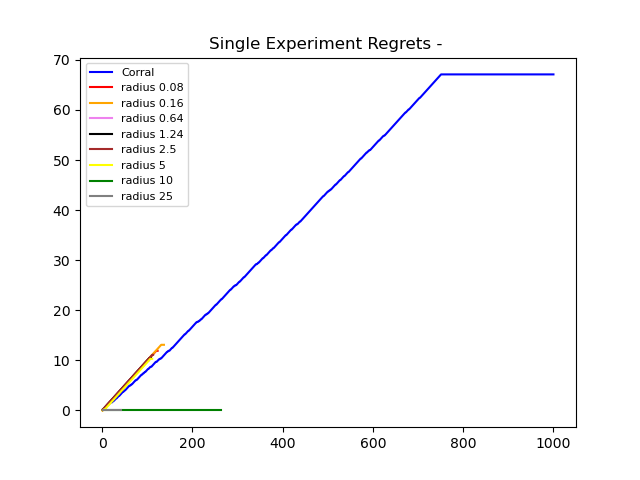 Single Experiment Regrets -
70
60
50
40
30
20
10
0
Corral
radius 0.08
radius 0.16
radius 0.64
radius 1.24
radius 2.5
radius 5
radius 10
radius 25
0 200 400 600 800 1000